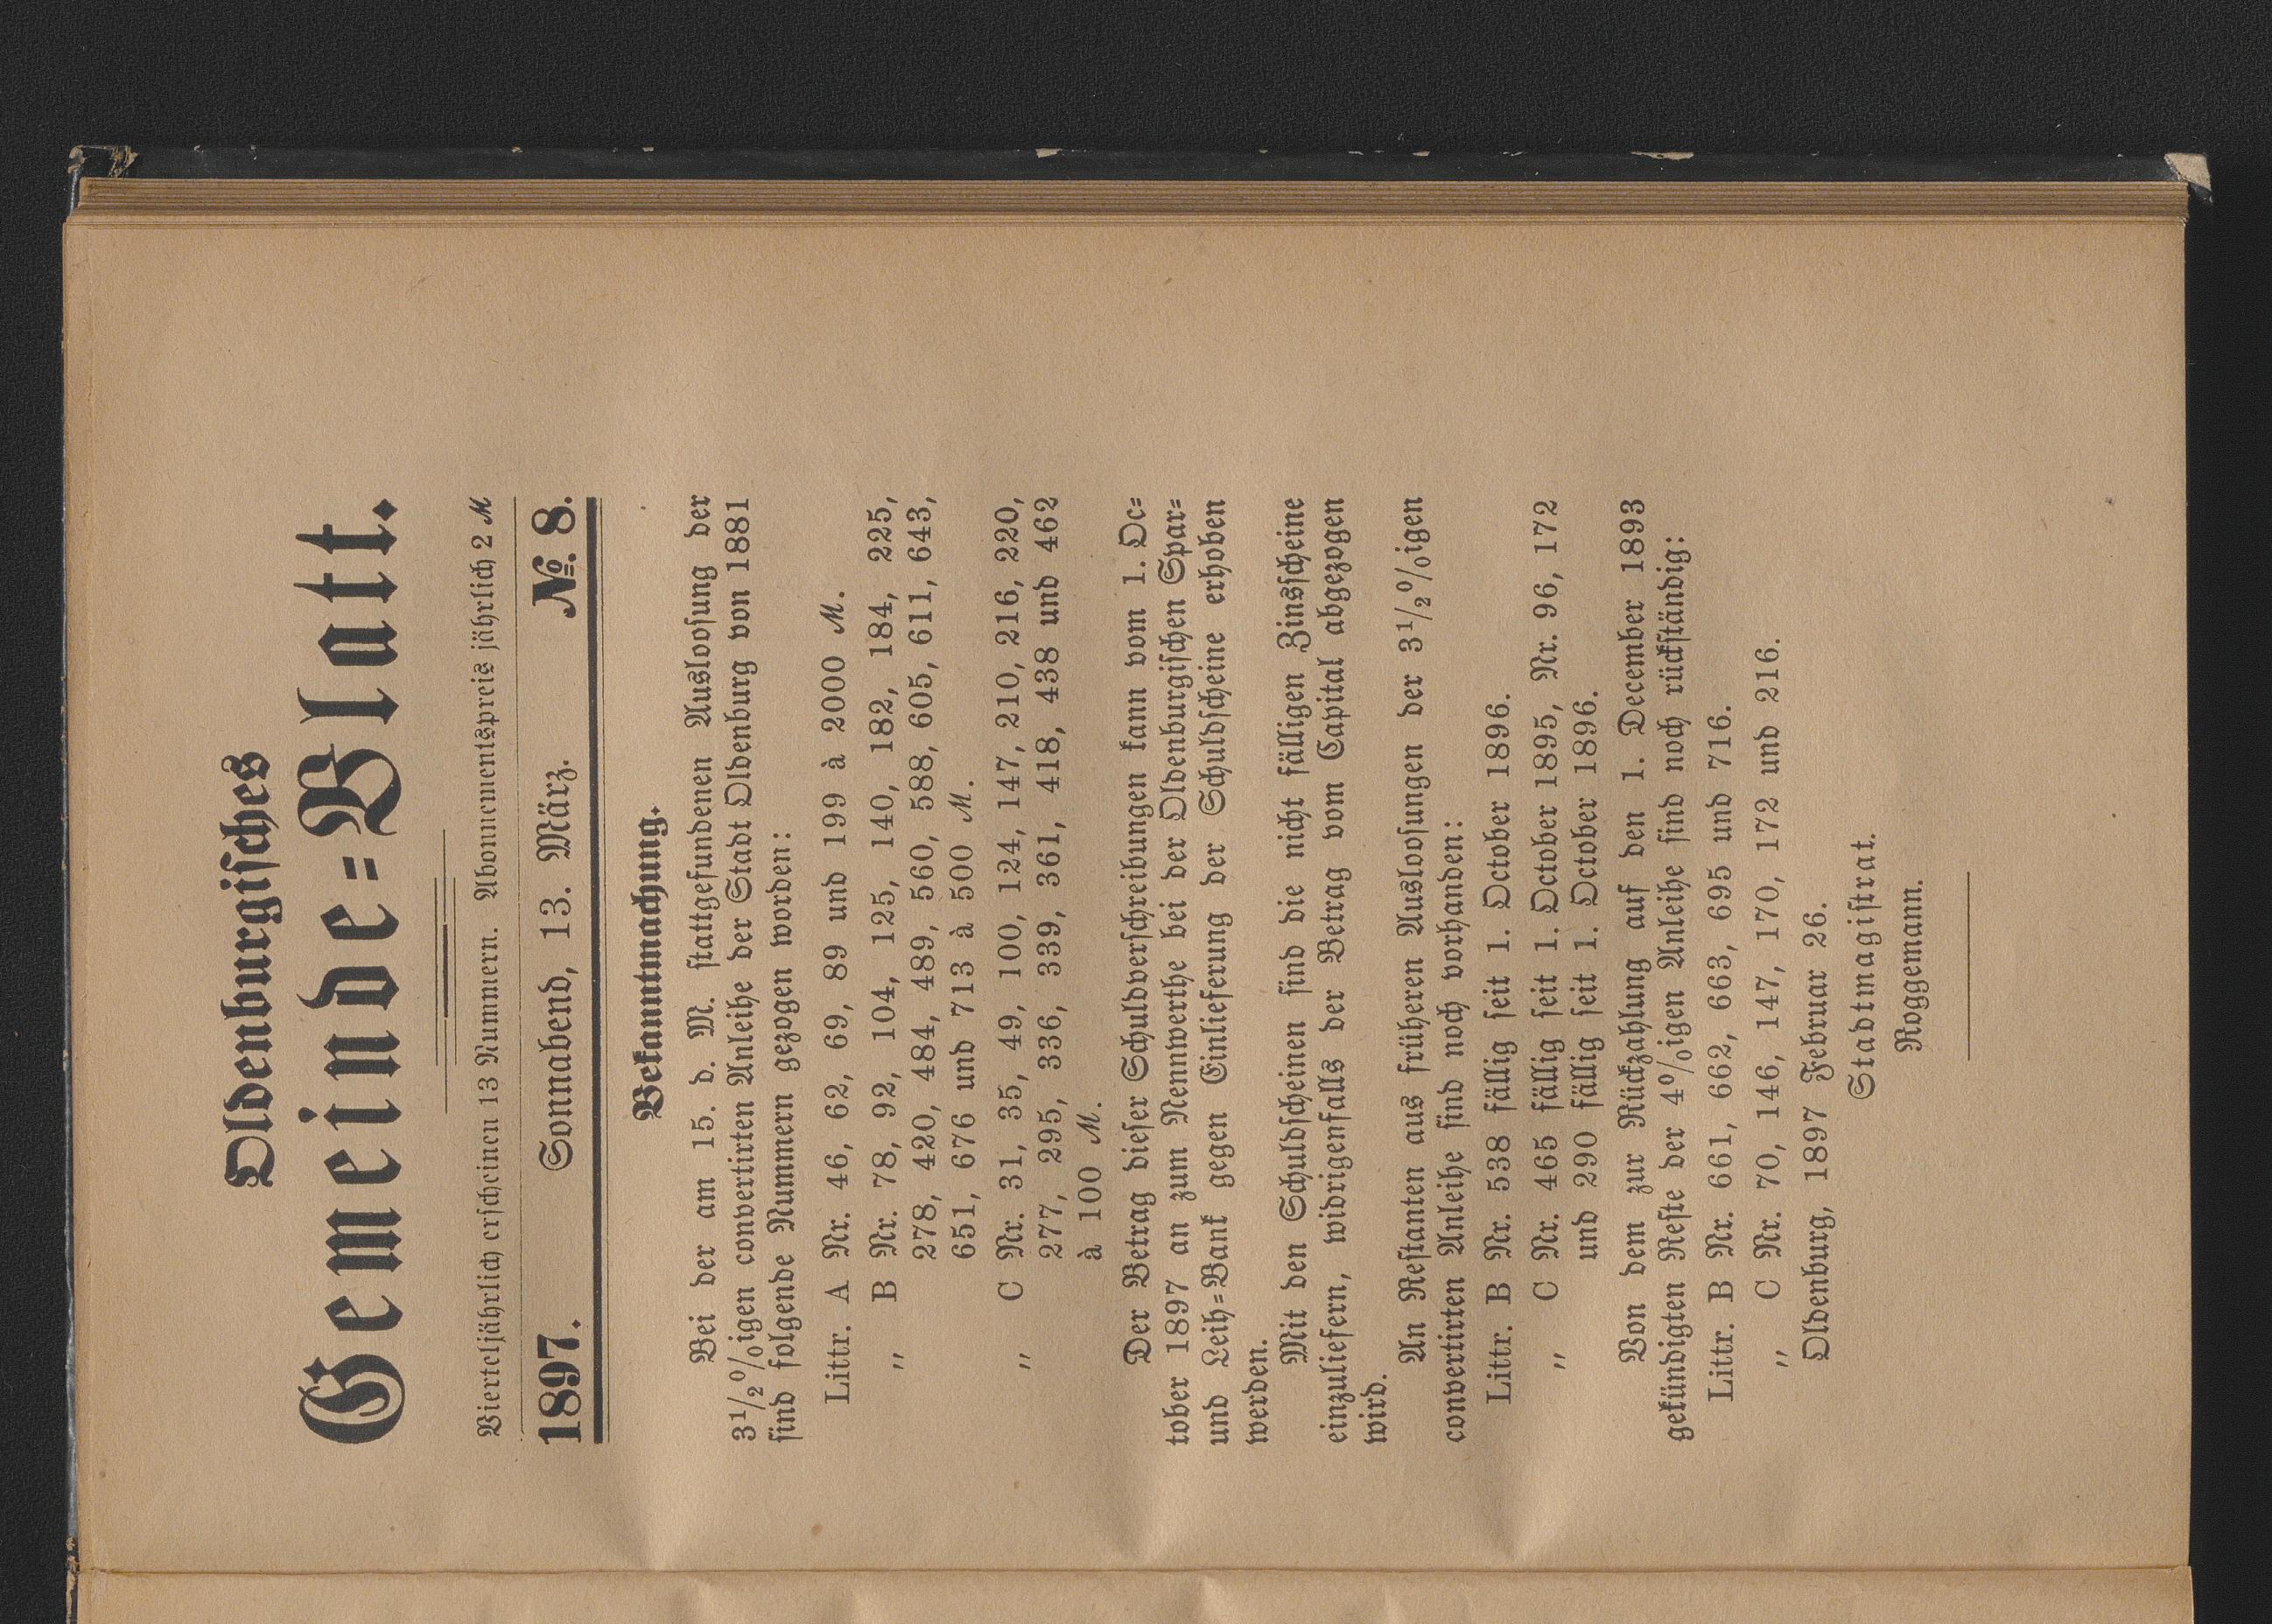 Oldenburgisches
Gemeinde=Blatt.
Vierteljährlich erscheinen 13 Nummern. Abonnementspreis jährlich 2 ℳ
1897. Sonnabend, 13. März. №. 8.
Bekanntmachung.
Bei der am 15. d. M. stattgefundenen Ausloosung der
3½%igen convertirten Anleihe der Stadt Oldenburg von 1881
sind folgende Nummern gezogen worden:
Littr. A Nr. 46, 62, 69, 89 und 199 à 2000 ℳ.
„ B Nr. 78, 92, 104, 125, 140, 182, 184, 225,
278, 420, 484, 489, 560, 588, 605, 611, 643,
651, 676 und 713 à 500 ℳ.
„ C Nr. 31, 35, 49, 100, 124, 147, 210, 216, 220,
277, 295, 336, 339, 361, 418, 438 und 462
à 100 ℳ.
Der Betrag dieser Schuldverschreibungen kann vom 1. Oc=
tober 1897 an zum Nennwerthe bei der Oldenburgischen Spar=
und Leih=Bank gegen Einlieferung der Schuldscheine erhoben
werden.
Mit den Schuldscheinen sind die nicht fälligen Zinsscheine
einzuliefern, widrigenfalls der Betrag vom Capital abgezogen
wird.
An Restanten aus früheren Ausloosungen der 3½%igen
convertirten Anleihe sind noch vorhanden:
Littr. B Nr. 538 fällig seit 1. October 1896.
„ C Nr. 465 fällig seit 1. October 1895, Nr. 96, 172
und 290 fällig seit 1. October 1896.
Von dem zur Rückzahlung auf den 1. December 1893
gekündigten Reste der 4%igen Anleihe sind noch rückständig:
Littr. B Nr. 661, 662, 663, 695 und 716.
„ C Nr. 70, 146, 147, 170, 172 und 216.
Oldenburg, 1897 Februar 26.
Stadtmagistrat.
Roggemann.